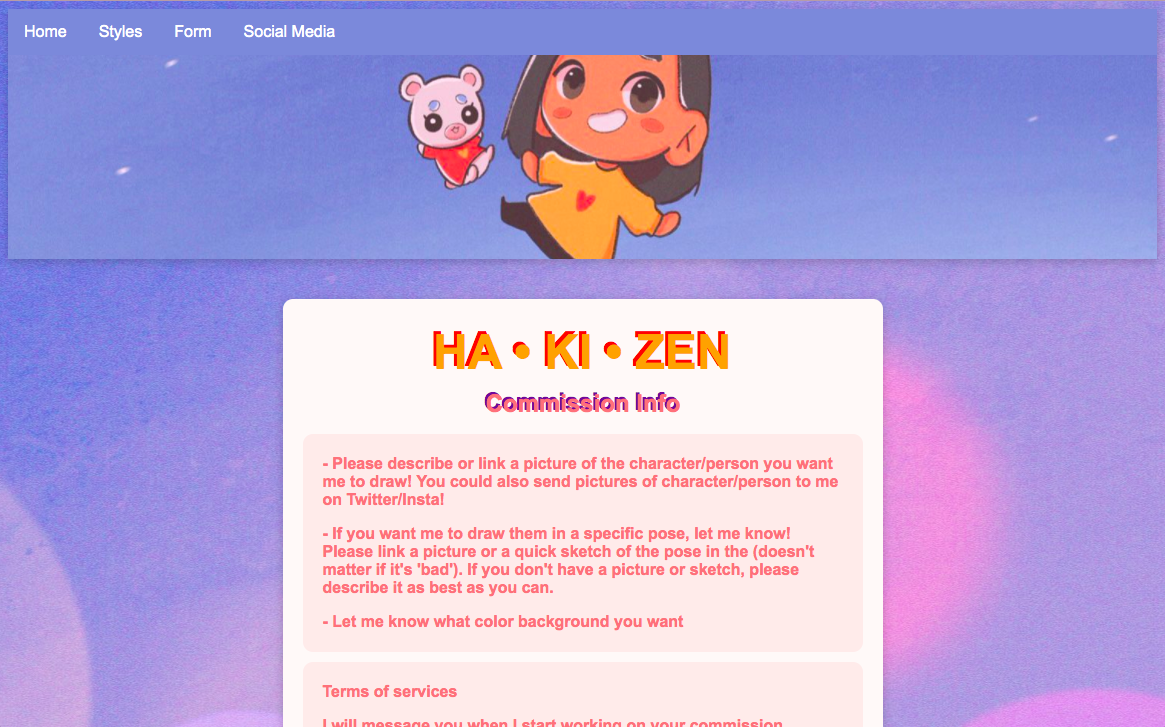 Home Styles Form Social Media
HA • KI • ZEN
Commission Info
- Please describe or link a picture of the character/person you want
me to draw! You could also send pictures of character/person to me
on Twitter/Insta!
- If you want me to draw them in a specific pose, let me know!
Please link a picture or a quick sketch of the pose in the (doesn't
matter if it's 'bad'). If you don't have a picture or sketch, please
describe it as best as you can.
- Let me know what color background you want
Terms of services
I will message you when I start working on your commission